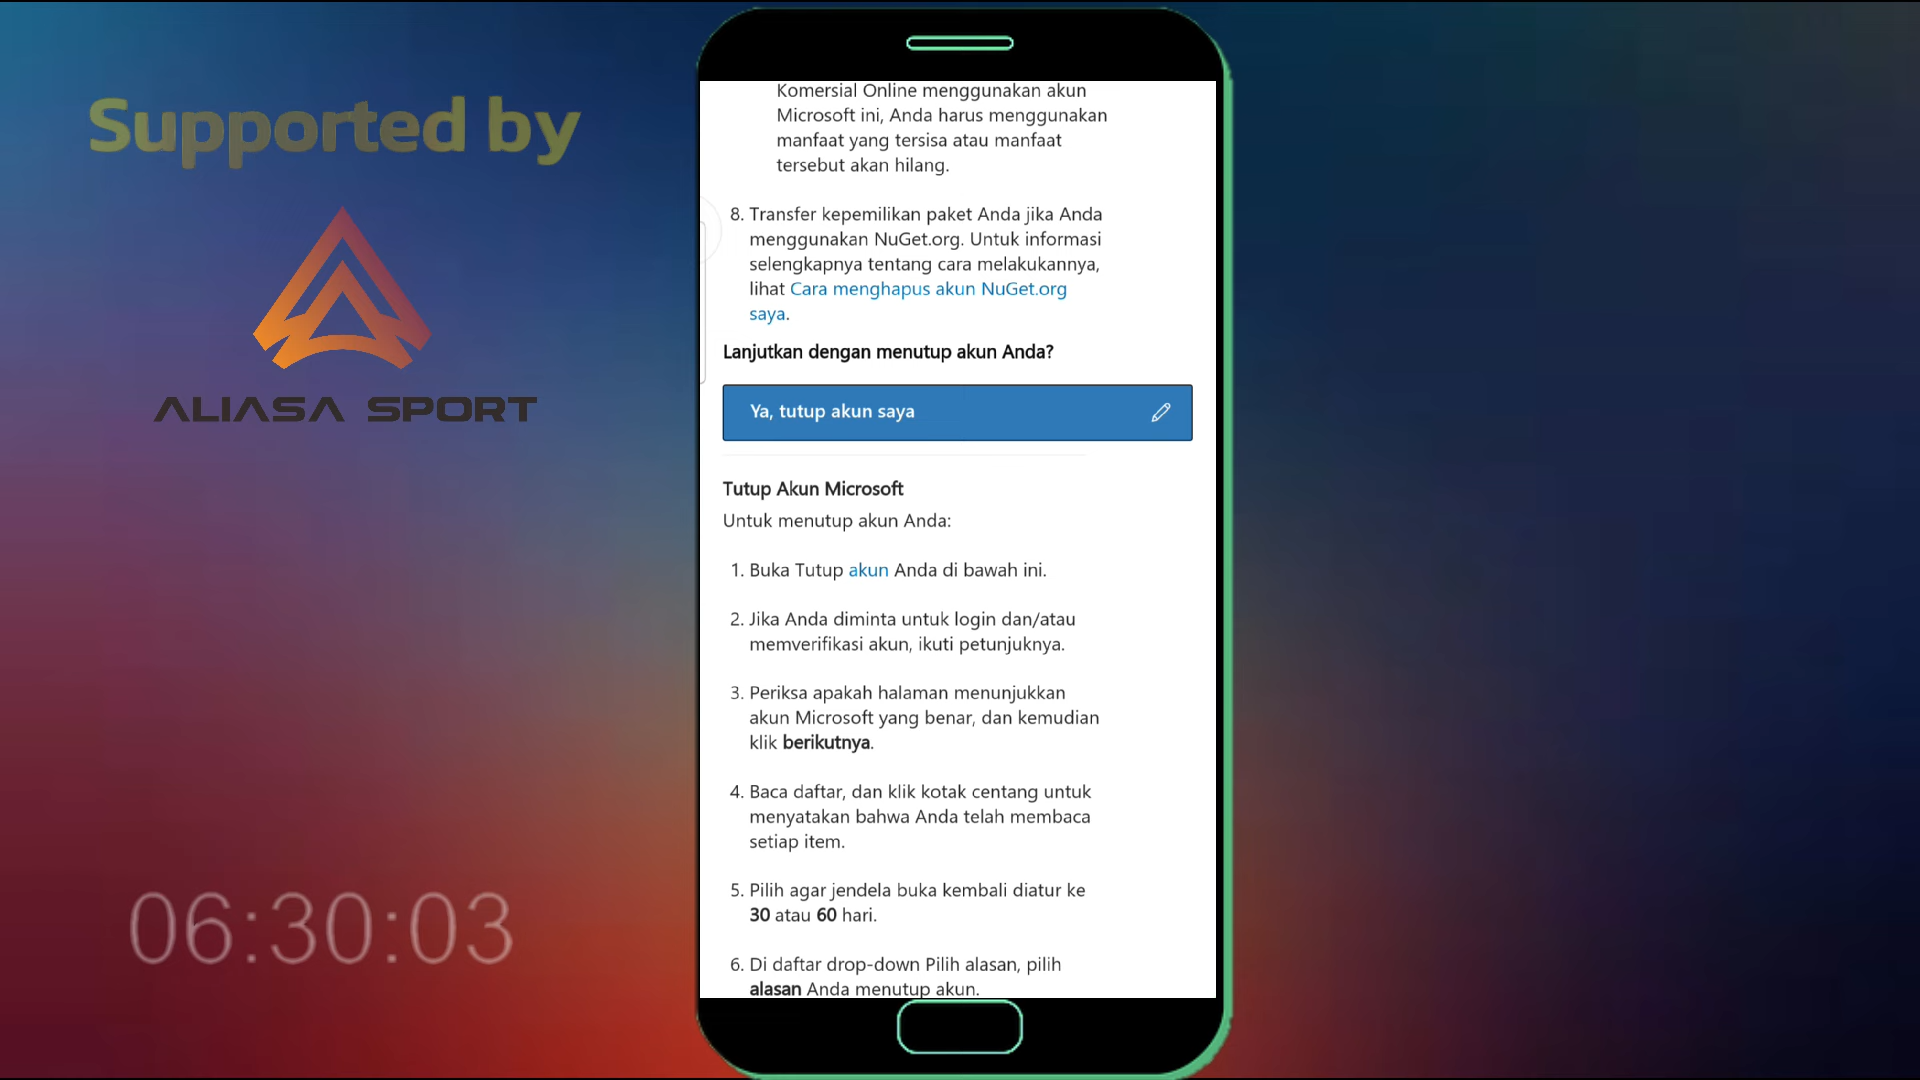 Supported by
ALIASA SPORT
06:30:03
Komersial Online menggunakan akun
Microsoft ini, Anda harus menggunakan
manfaat yang tersisa atau manfaat
tersebut akan hilang.
8. Transfer kepemilikan paket Anda jika Anda
menggunakan NuGet.org. Untuk informasi
selengkapnya tentang cara melakukannya,
lihat Cara menghapus akun NuGet.org
saya.
Lanjutkan dengan menutup akun Anda?
Ya, tutup akun saya
Tutup Akun Microsoft
Untuk menutup akun Anda:
1. Buka Tutup akun Anda di bawah ini.
2. Jika Anda diminta untuk login dan/atau
memverifikasi akun, ikuti petunjuknya.
3. Periksa apakah halaman menunjukkan
akun Microsoft yang benar, dan kemudian
klik berikutnya.
4. Baca daftar, dan klik kotak centang untuk
menyatakan bahwa Anda telah membaca
setiap item.
5. Pilih agar jendela buka kembali diatur ke
30 atau 60 hari.
6. Di daftar drop-down Pilih alasan, pilih
alasan Anda menutup akun.